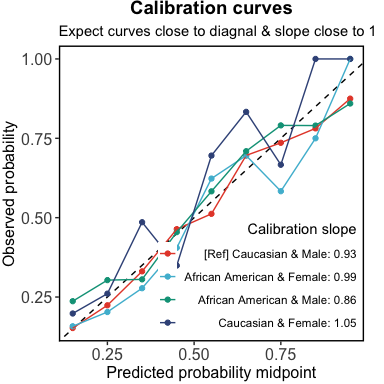 Calibration curves
Expect curves close to diagnal & slope close to 1
1.00
0.75
0.50
0.25
Observed probability
Calibration slope
[Ref] Caucasian & Male: 0.93
African American & Female: 0.99
African American & Male: 0.86
Caucasian & Female: 1.05
0.25
0.50
0.75
Predicted probability midpoint